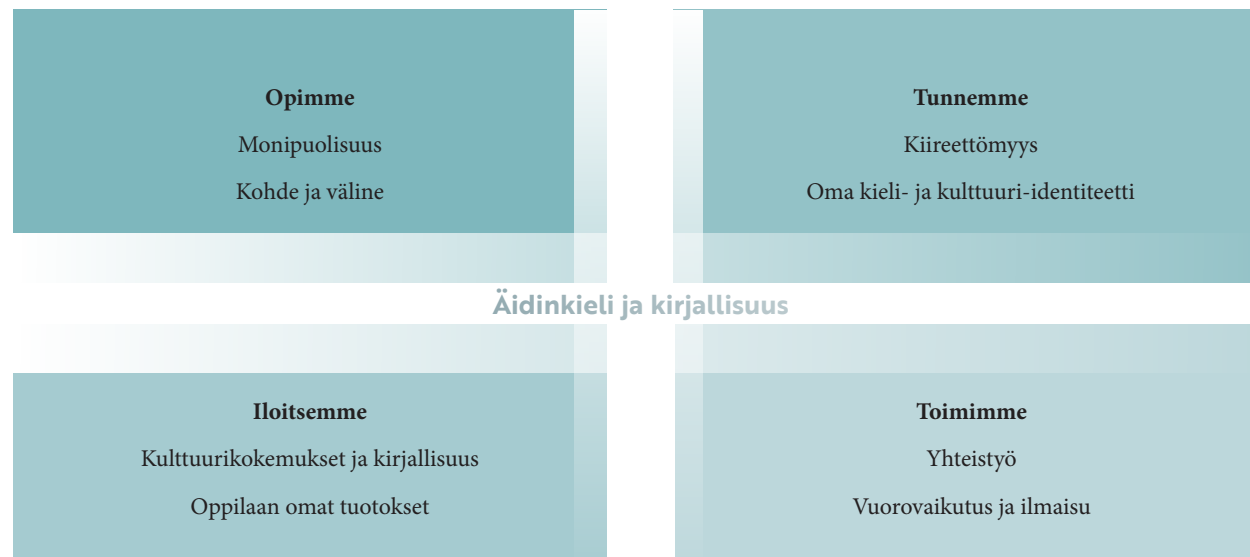 Opimme
Monipuolisuus
Kohde ja väline
Tunnemme
Kiireettömyys
Oma kieli- ja kulttuuri-identiteetti
Äidinkieli ja kirjallisuus
Iloitsemme
Kulttuurikokemukset ja kirjallisuus
Oppilaan omat tuotokset
Toimimme
Yhteistyö
Vuorovaikutus ja ilmaisu